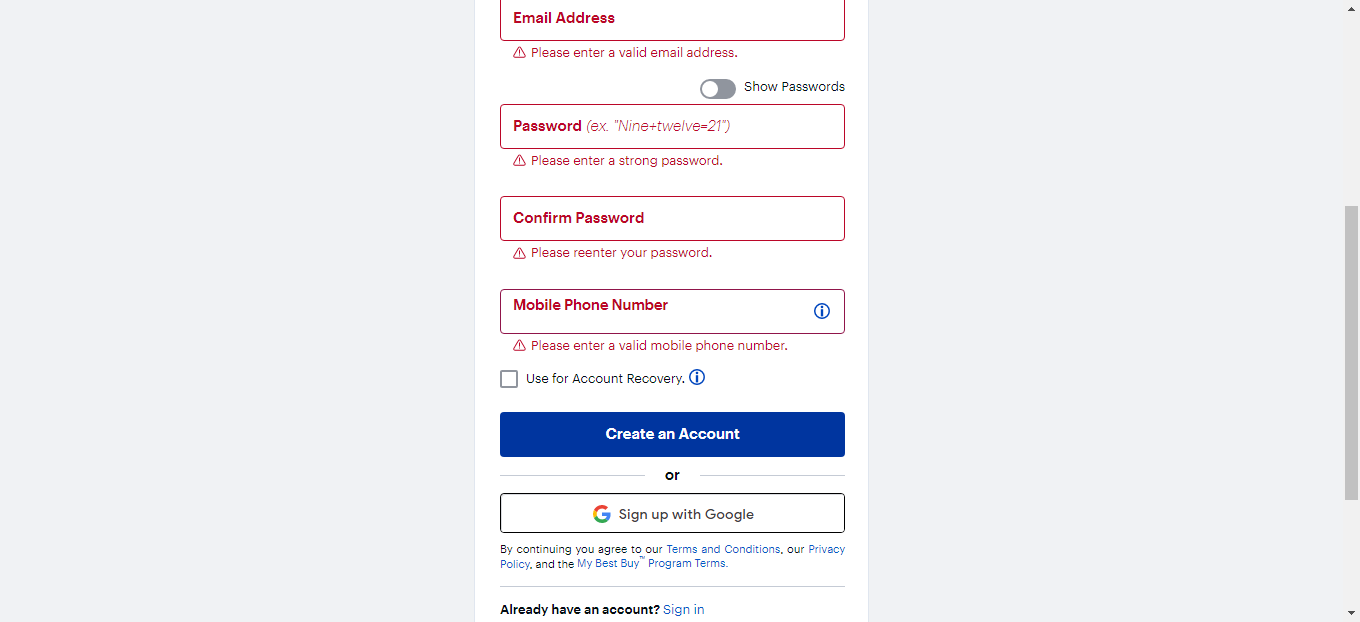 Email Address
Please enter a valid email address.
Show Passwords
Password (ex. "Nine+twelve=21")
Please enter a strong password.
Confirm Password
Please reenter your password.
Mobile Phone Number
Please enter a valid mobile phone number.
Use for Account Recovery.
Create an Account
or
Sign up with Google
By continuing you agree to our Terms and Conditions, our Privacy
Policy, and the My Best Buy™ Program Terms.
Already have an account? Sign in